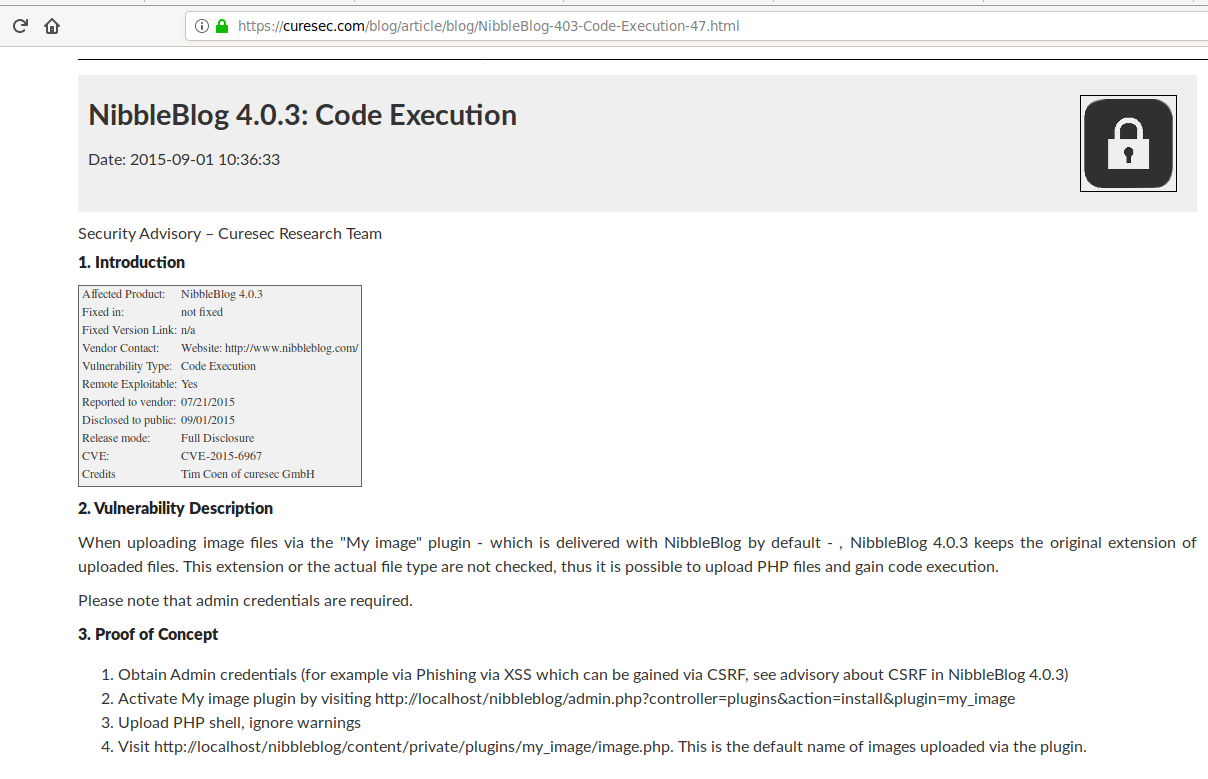 https://curesec.com/blog/article/blog/NibbleBlog-403-Code-Execution-47.html
NibbleBlog 4.0.3: Code Execution
Date: 2015-09-01 10:36:33
Security Advisory – Curesec Research Team
1. Introduction
Affected Product: NibbleBlog 4.0.3
Fixed in: not fixed
Fixed Version Link: n/a
Vendor Contact: Website: http://www.nibbleblog.com/
Vulnerability Type: Code Execution
Remote Exploitable: Yes
Reported to vendor: 07/21/2015
Disclosed to public: 09/01/2015
Release mode: Full Disclosure
CVE: CVE-2015-6967
Credits Tim Coen of curesec GmbH
2. Vulnerability Description
When uploading image files via the "My image" plugin - which is delivered with NibbleBlog by default - , NibbleBlog 4.0.3 keeps the original extension of
uploaded files. This extension or the actual file type are not checked, thus it is possible to upload PHP files and gain code execution.
Please note that admin credentials are required.
3. Proof of Concept
1. Obtain Admin credentials (for example via Phishing via XSS which can be gained via CSRF, see advisory about CSRF in NibbleBlog 4.0.3)
2. Activate My image plugin by visiting http://localhost/nibbleblog/admin.php?controller=plugins&action=install&plugin=my_image
3. Upload PHP shell, ignore warnings
4. Visit http://localhost/nibbleblog/content/private/plugins/my_image/image.php. This is the default name of images uploaded via the plugin.